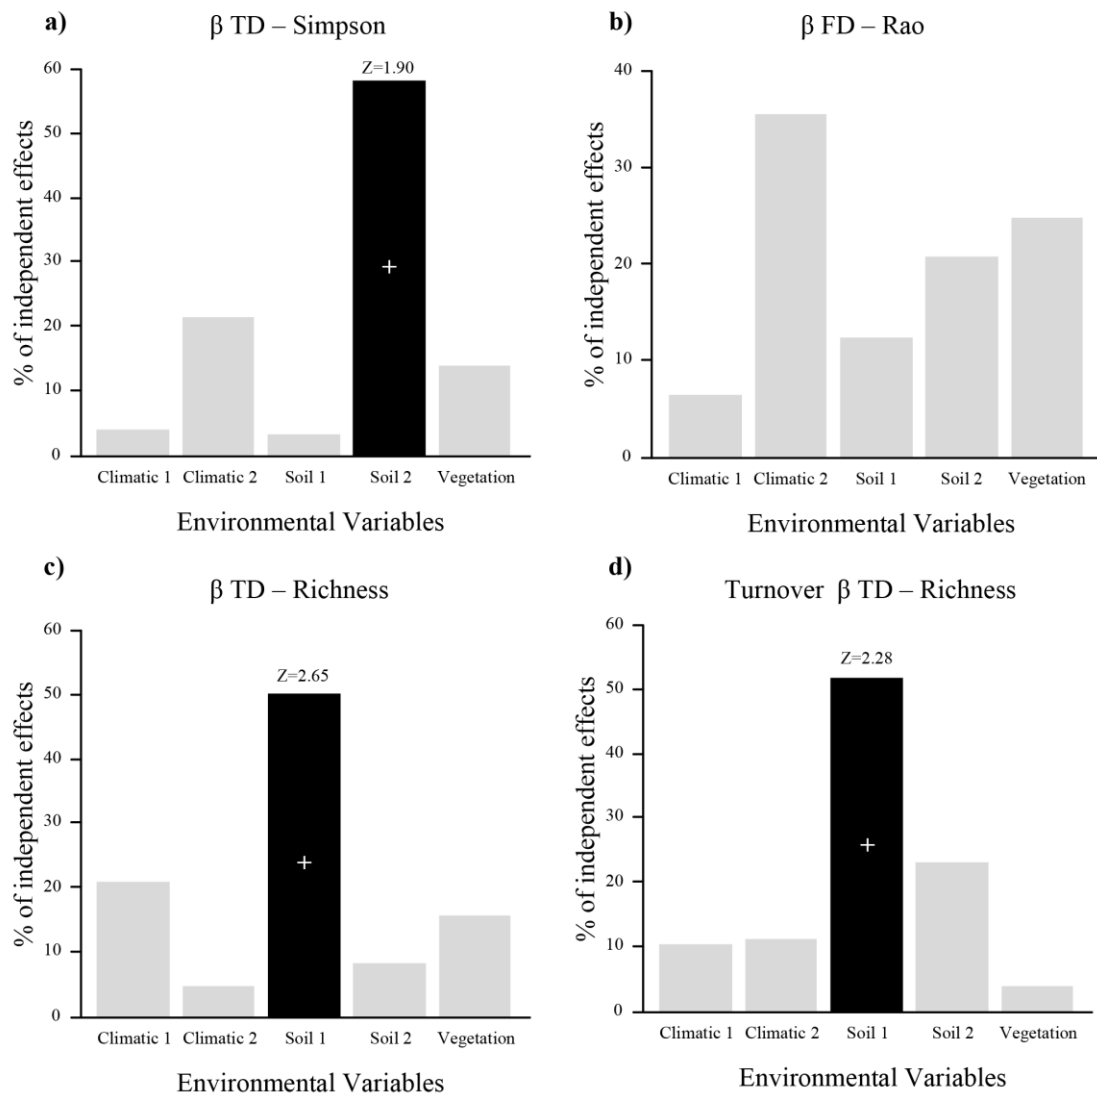 a)
β TD – Simpson
% of independent effects
60
50
40
30
20
10
0
Z=1.90
+
Climatic 1 Climatic 2 Soil 1 Soil 2 Vegetation
Environmental Variables
b)
β FD – Rao
% of independent effects
40
30
20
10
0
Climatic 1 Climatic 2 Soil 1 Soil 2 Vegetation
Environmental Variables
c)
β TD – Richness
% of independent effects
60
50
40
30
20
10
0
Z=2.65
+
Climatic 1 Climatic 2 Soil 1 Soil 2 Vegetation
Environmental Variables
d)
Turnover β TD – Richness
% of independent effects
60
50
40
30
20
10
0
Z=2.28
+
Climatic 1 Climatic 2 Soil 1 Soil 2 Vegetation
Environmental Variables